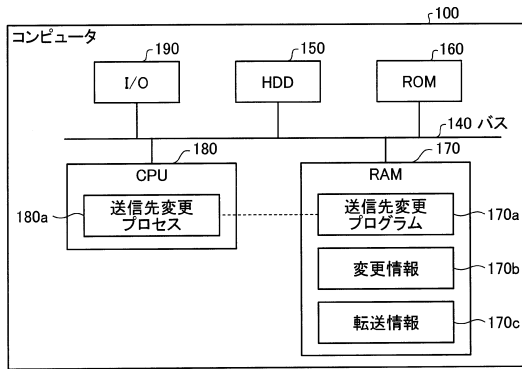 100
コンピュータ
190
150
160
I/O
HDD
ROM
140 バス
180
170
CPU
RAM
180a
送信先変更
プロセス
送信先変更
プログラム
170a
変更情報
170b
転送情報
170c